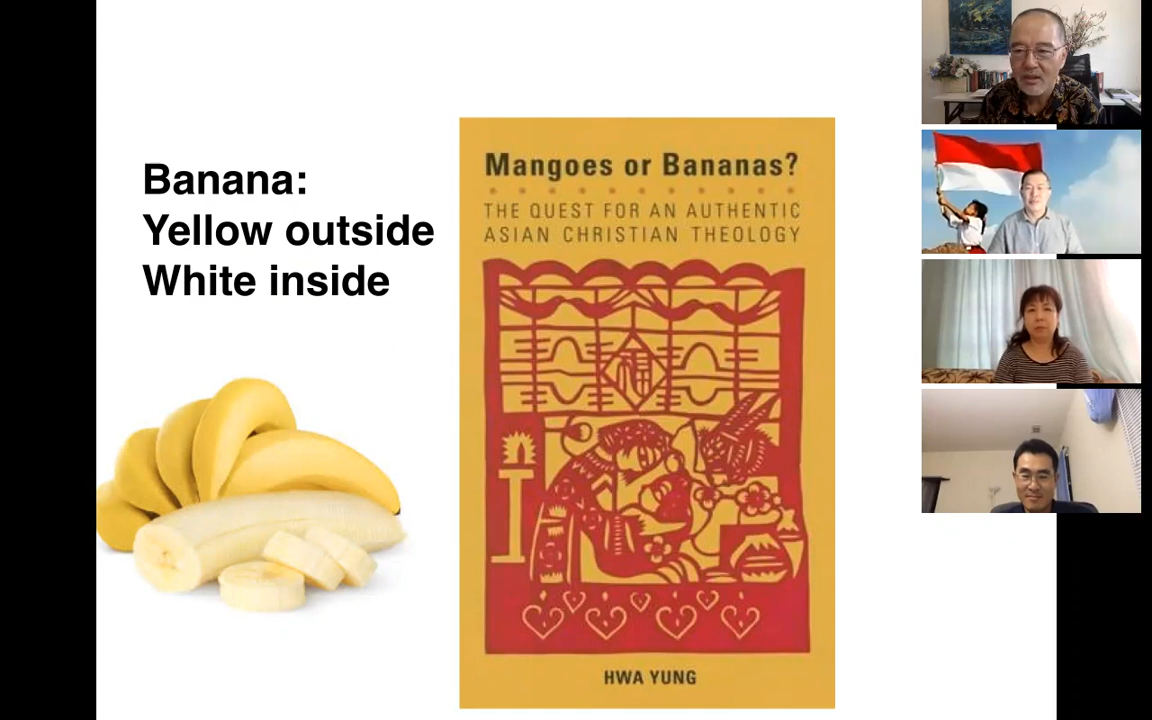 Banana:
Yellow outside
White inside
Mangoes or Bananas?
THE QUEST FOR AN AUTHENTIC
ASIAN CHRISTIAN THEOLOGY
HWA YUNG